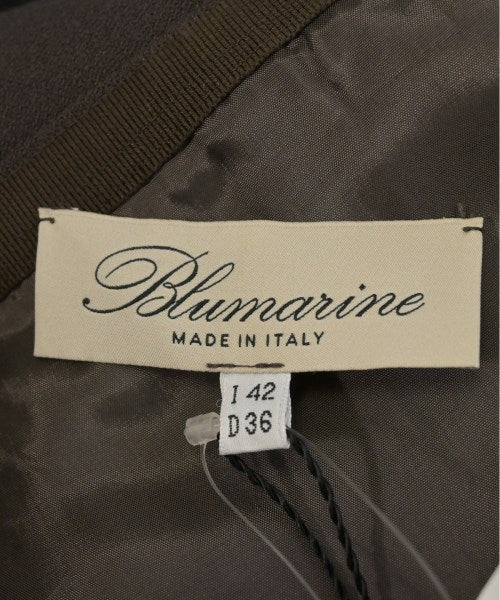 Blumarine
MADE IN ITALY
I 42
D 36